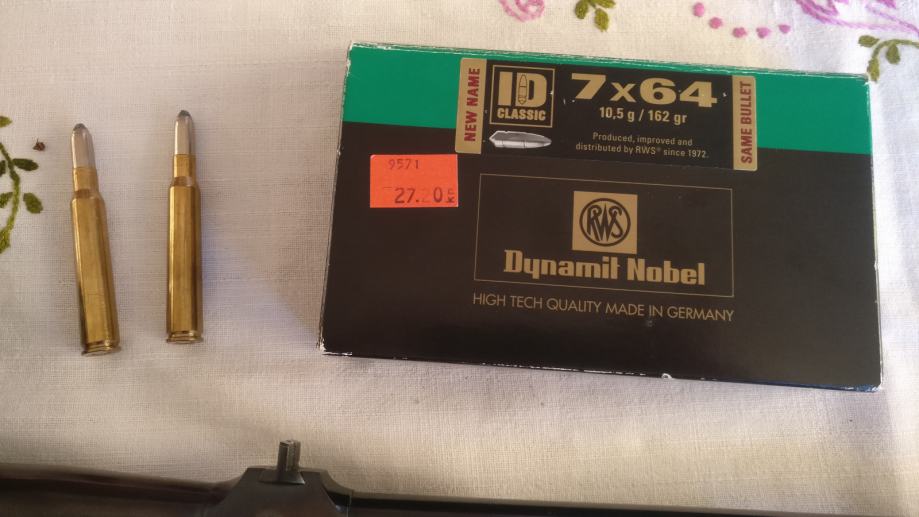 NEW NAME
ID
CLASSIC
7x64
10,5 g / 162 gr
Produced, improved and
distributed by RWS® since 1972.
SAME BULLET
9571
27.20
RWS
Dynamit Nobel
HIGH TECH QUALITY MADE IN GERMANY